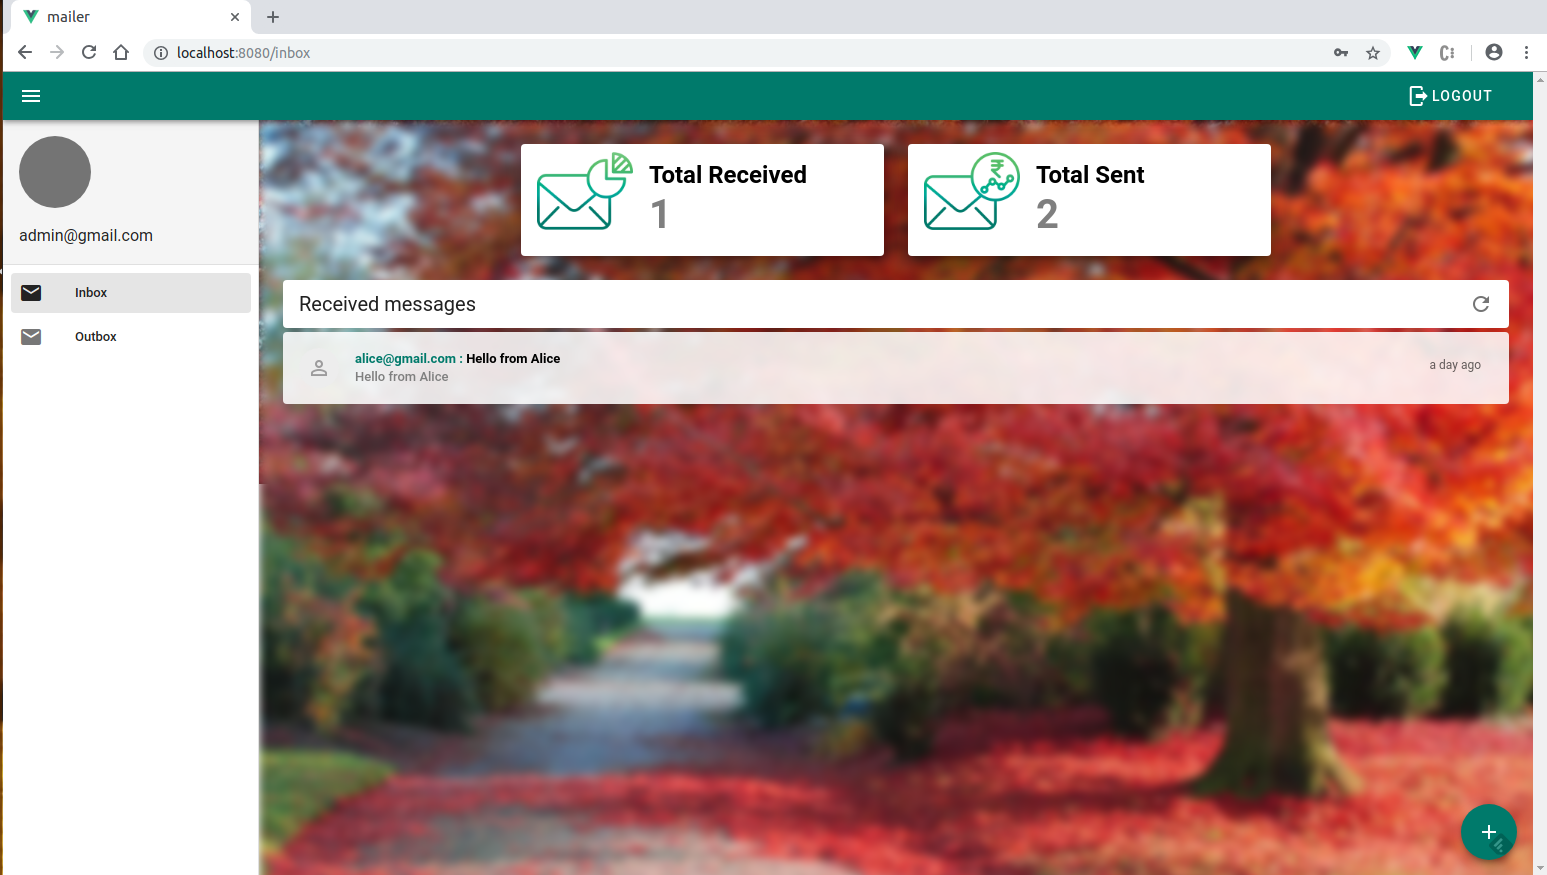 mailer
localhost:8080/inbox
LOGOUT
admin@gmail.com
Inbox
Outbox
Total Received
1
Total Sent
2
Received messages
alice@gmail.com : Hello from Alice
Hello from Alice
a day ago